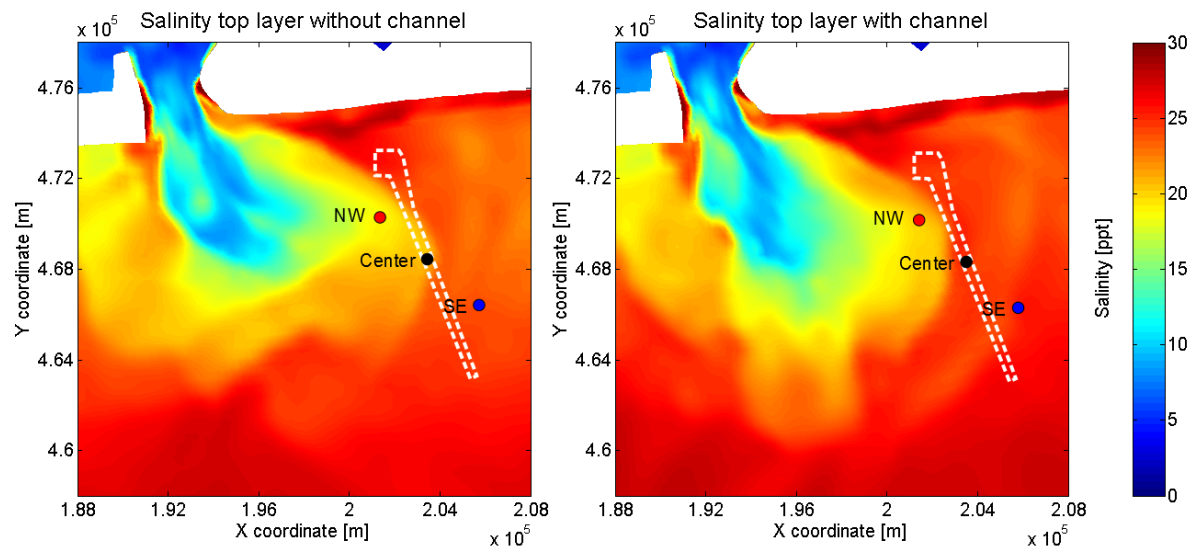 Salinity top layer without channel
x 10^5
4.76
4.72
4.68
4.64
4.6
Y coordinate [m]
NW
Center
SE
1.88
1.92
1.96
2
2.04
2.08
X coordinate [m]
x 10^5
Salinity top layer with channel
x 10^5
4.76
4.72
4.68
4.64
4.6
Y coordinate [m]
NW
Center
SE
1.88
1.92
1.96
2
2.04
2.08
X coordinate [m]
x 10^5
Salinity [ppt]
30
25
20
15
10
5
0